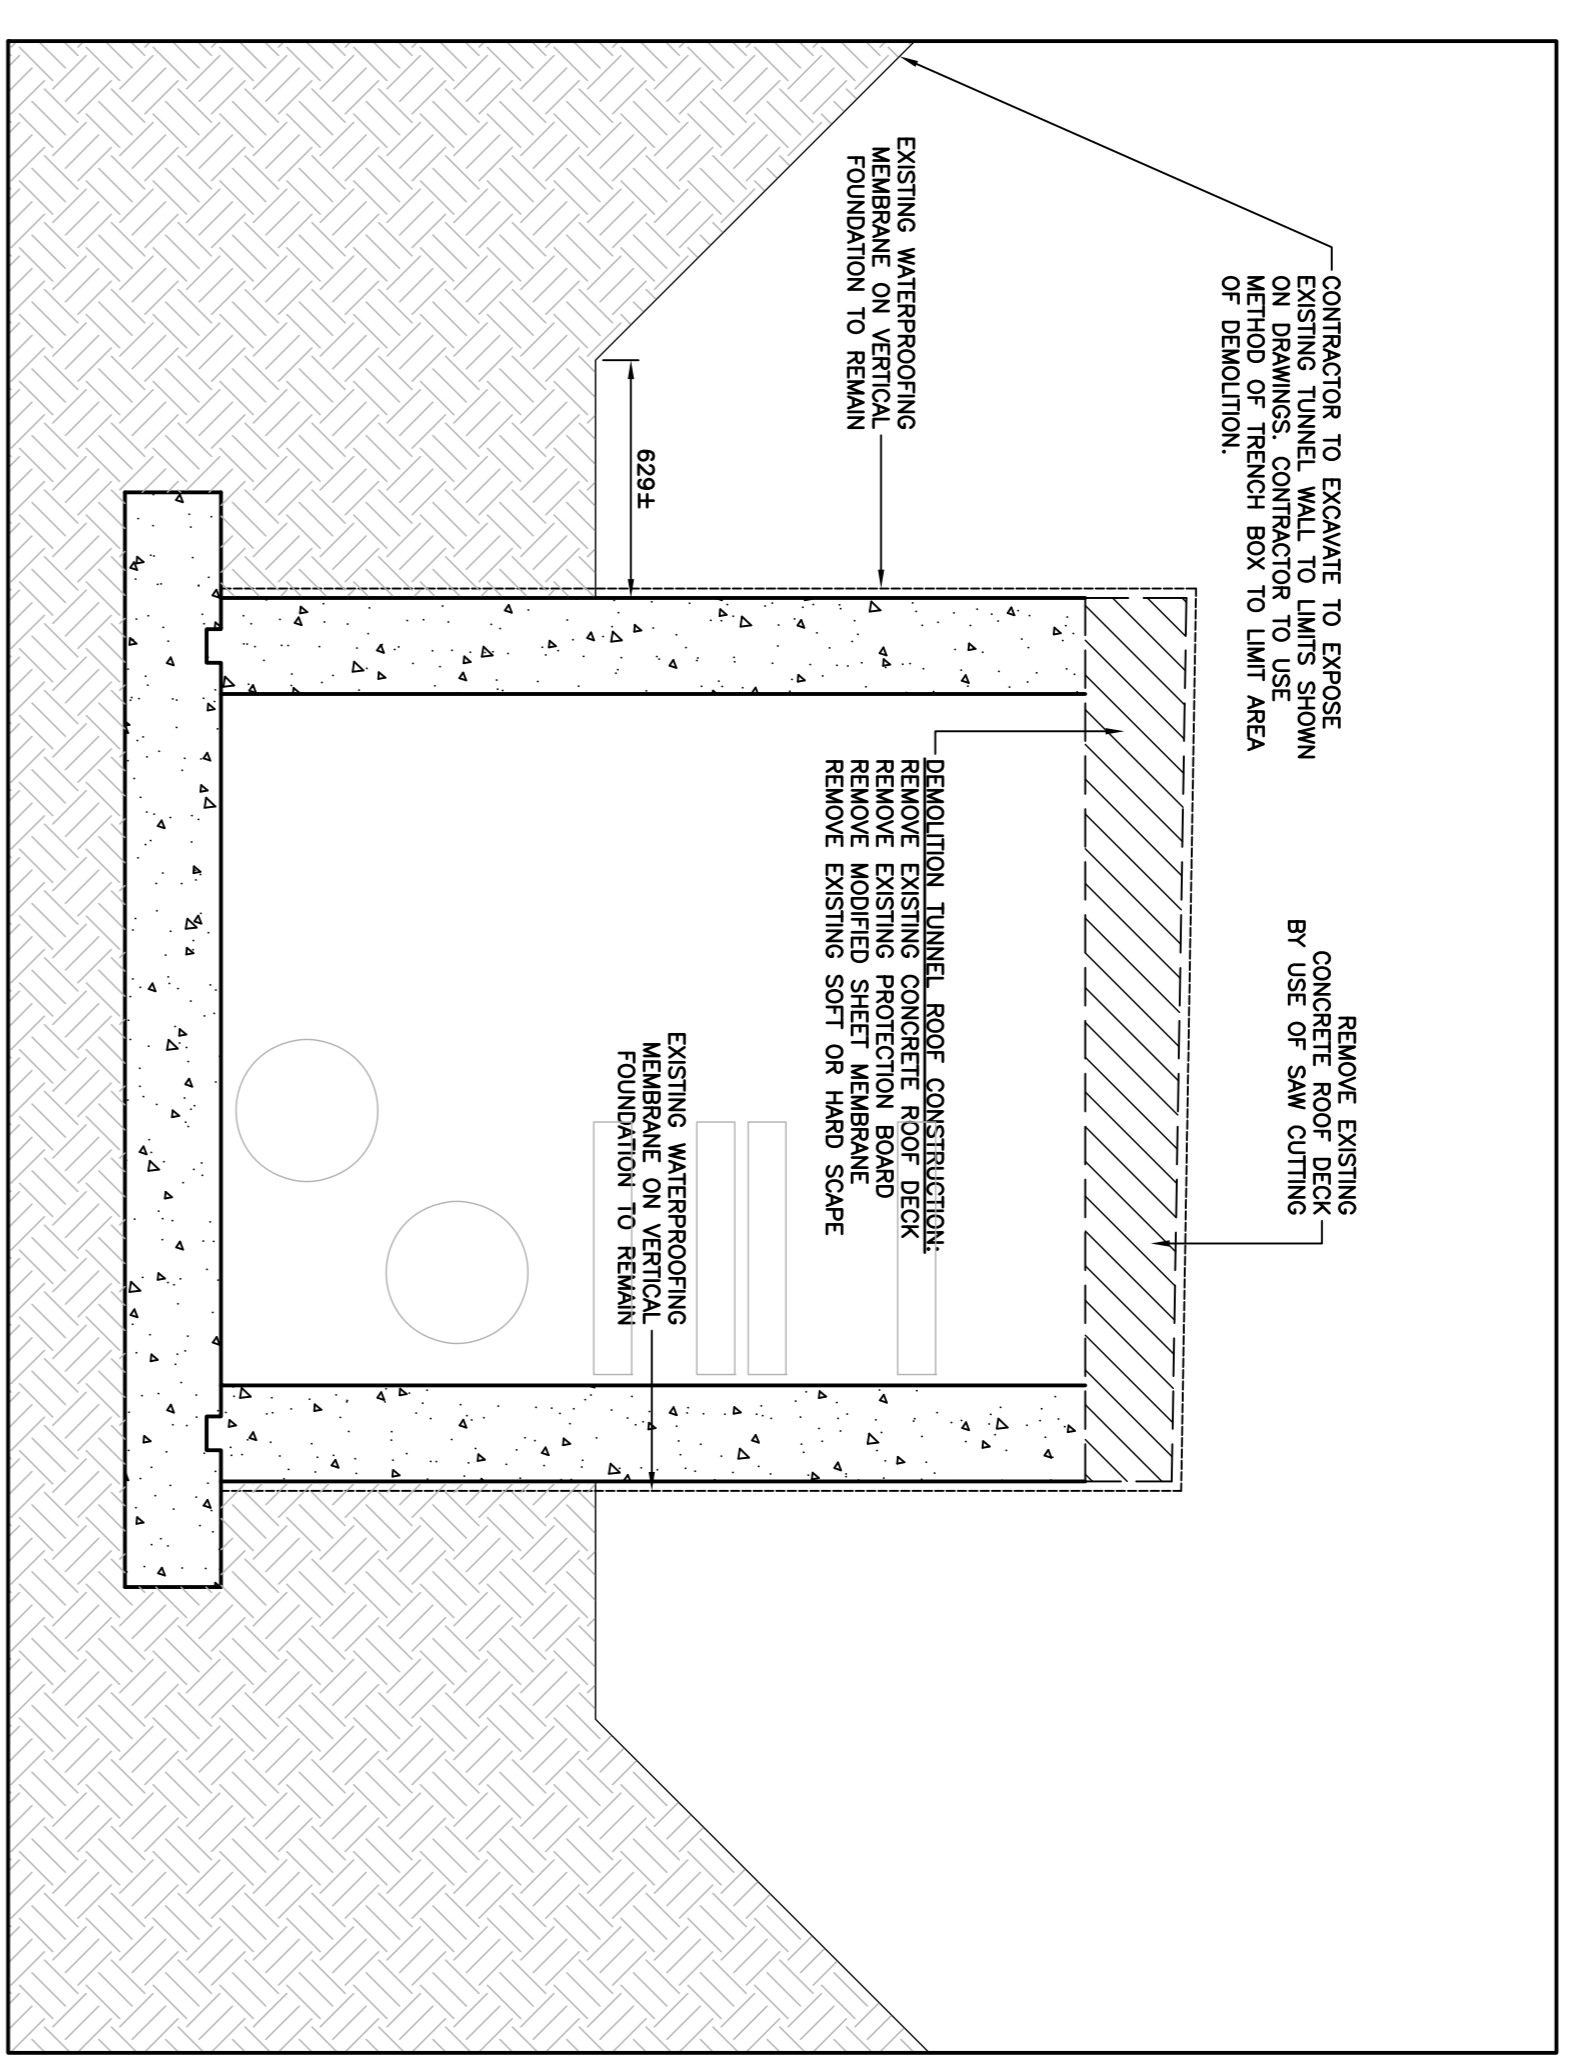 CONTRACTOR TO EXCAVATE TO EXPOSE
EXISTING TUNNEL WALL TO LIMITS SHOWN
ON DRAWINGS. CONTRACTOR TO USE
METHOD OF TRENCH BOX TO LIMIT AREA
OF DEMOLITION.
REMOVE EXISTING
CONCRETE ROOF DECK
BY USE OF SAW CUTTING
EXISTING WATERPROOFING
MEMBRANE ON VERTICAL
FOUNDATION TO REMAIN
DEMOLITION TUNNEL ROOF CONSTRUCTION:
REMOVE EXISTING CONCRETE ROOF DECK
REMOVE EXISTING PROTECTION BOARD
REMOVE MODIFIED SHEET MEMBRANE
REMOVE EXISTING SOFT OR HARD SCAPE
629±
EXISTING WATERPROOFING
MEMBRANE ON VERTICAL
FOUNDATION TO REMAIN